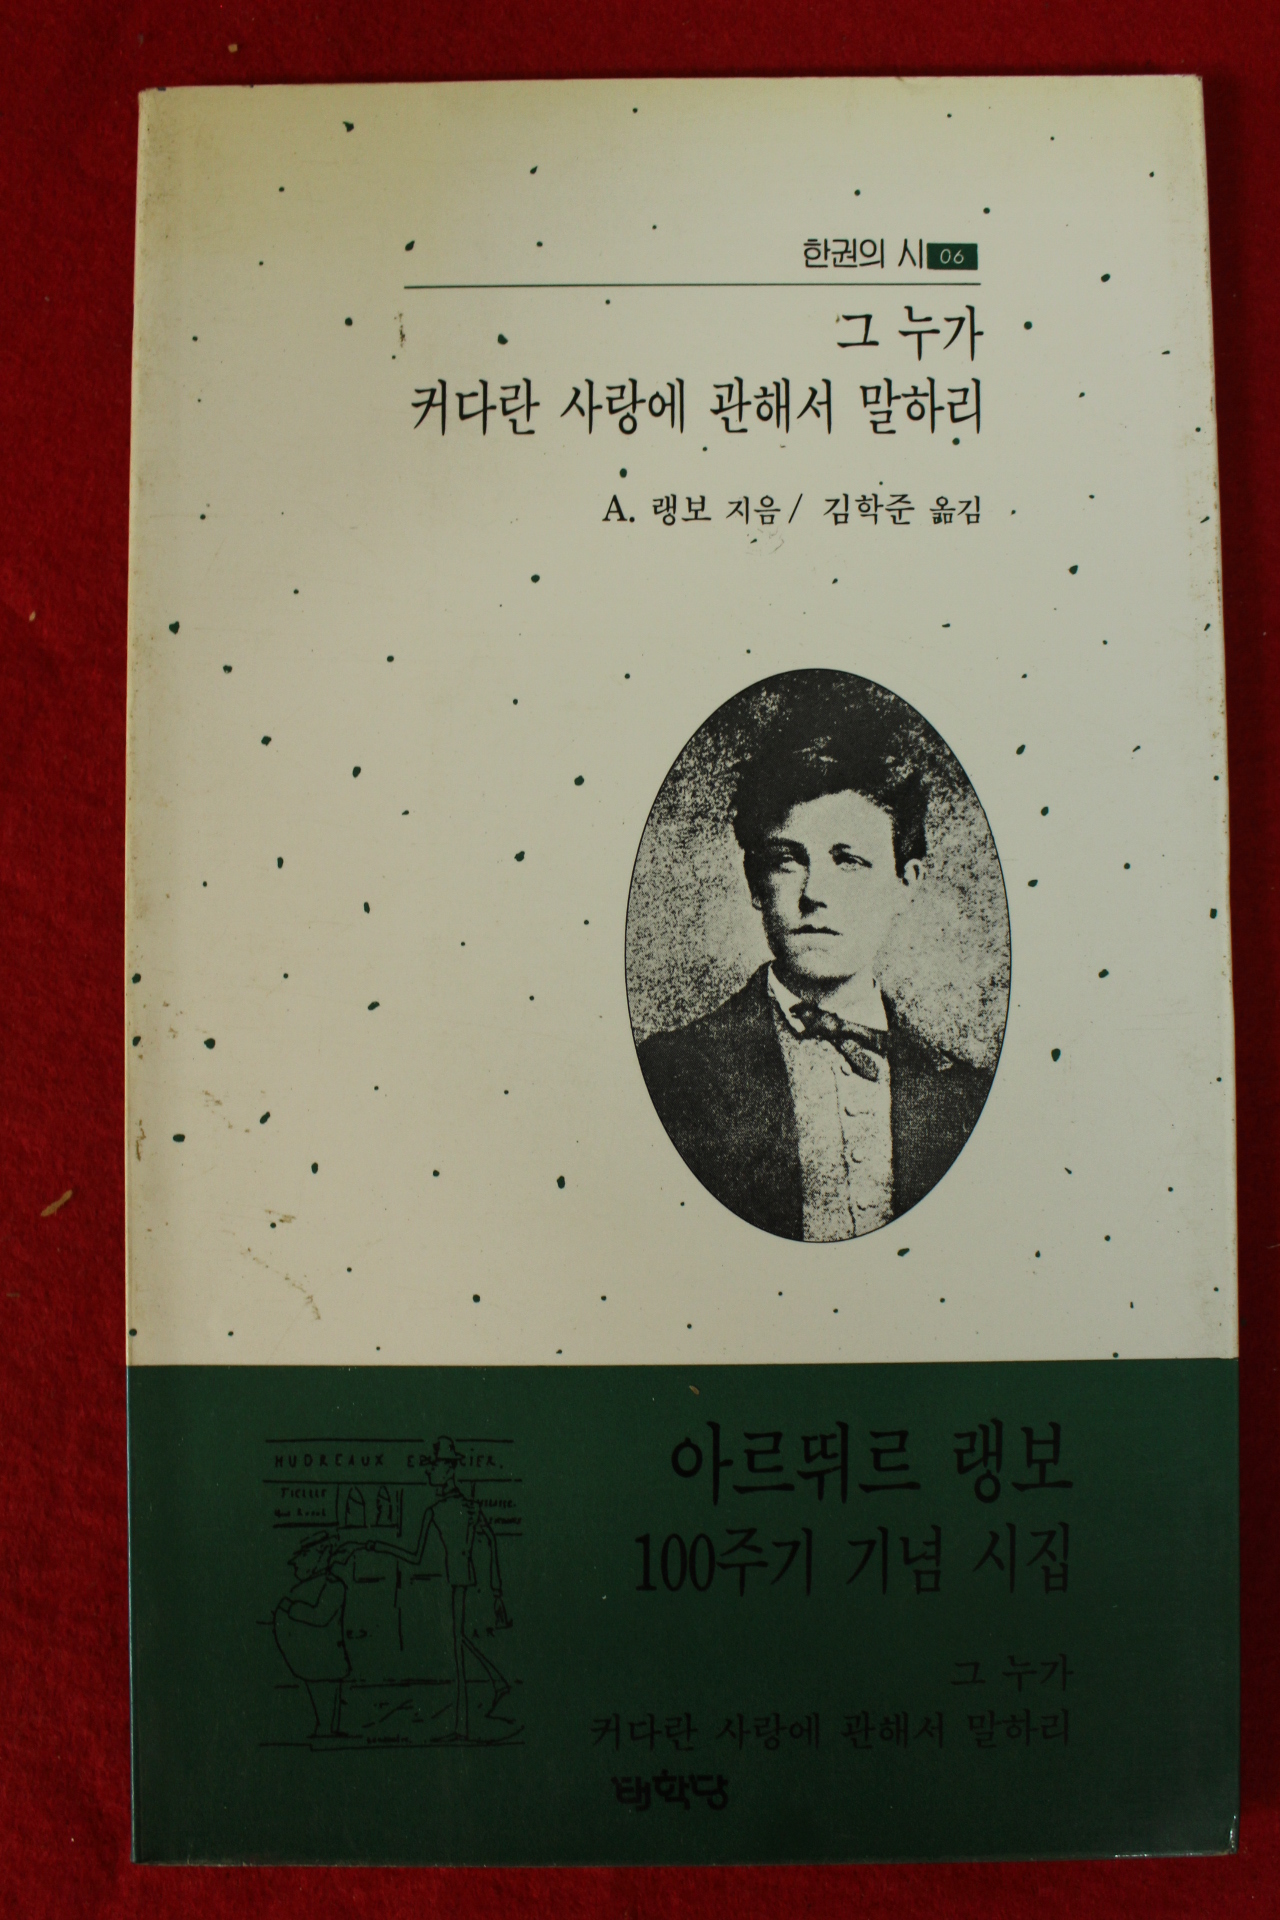 한권의 시 06
그 누가
커다란 사랑에 관해서 말하리
A. 랭보 지음/ 김학준 옮김
아르뛰르 랭보
100주기 기념 시집
그 누가
커다란 사랑에 관해서 말하리
태학당
HUDREAUX